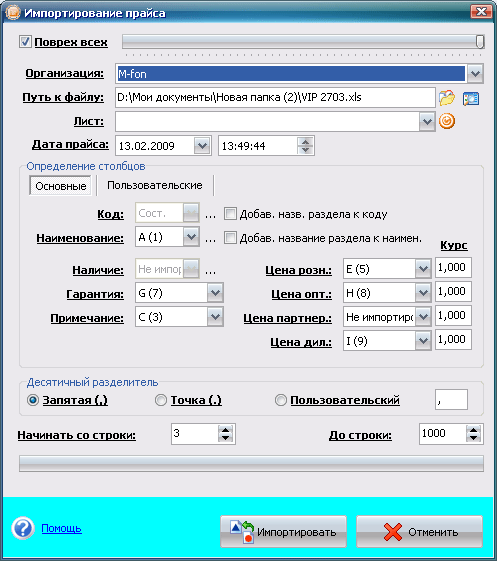 Импортирование прайса
Поврех всех
Организация: M-fon
Путь к файлу: D:\Мои документы\Новая папка (2)\VIP 2703.xls
Лист:
Дата прайса: 13.02.2009 13:49:44
Определение столбцов
Основные Пользовательские
Код: Сост. ... Добав. назв. раздела к коду
Наименование: A (1) ... Добав. название раздела к наимен.
Курс
Наличие: Не импор ... Цена розн.: E (5) 1,000
Гарантия: G (7) Цена опт.: H (8) 1,000
Примечание: C (3) Цена партнер.: Не импортиро 1,000
Цена дил.: I (9) 1,000
Десятичный разделитель
Запятая (,) Точка (.) Пользовательский ,
Начинать со строки: 3 До строки: 1000
Помощь Импортировать Отменить